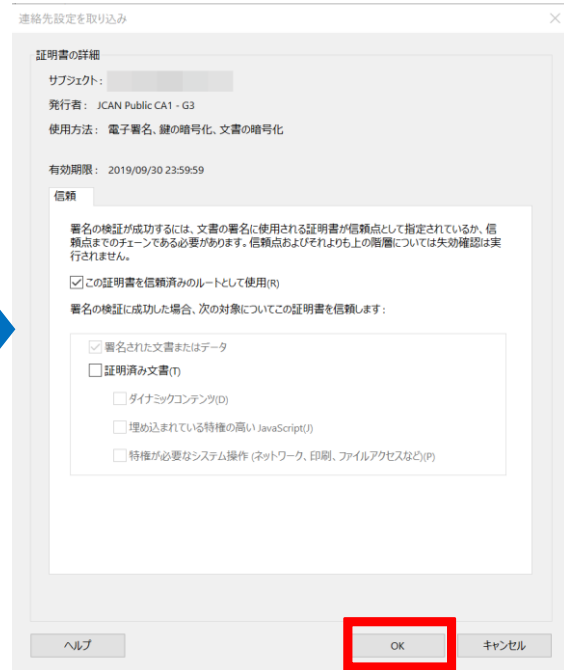 連絡先設定を取り込み
証明書の詳細
サブジェクト：
発行者： JCAN Public CA1 - G3
使用方法： 電子署名、鍵の暗号化、文書の暗号化
有効期限： 2019/09/30 23:59:59
信頼
署名の検証が成功するには、文書の署名に使用される証明書が信頼点として指定されているか、信
頼点までのチェーンである必要があります。信頼点およびそれよりも上の階層については失効確認は実
行されません。
この証明書を信頼済みのルートとして使用(R)
署名の検証に成功した場合、次の対象についてこの証明書を信頼します：
署名された文書またはデータ
証明済み文書(T)
ダイナミックコンテンツ(D)
埋め込まれている特権の高い JavaScript(J)
特権が必要なシステム操作 (ネットワーク、印刷、ファイルアクセスなど)(P)
ヘルプ
OK
キャンセル